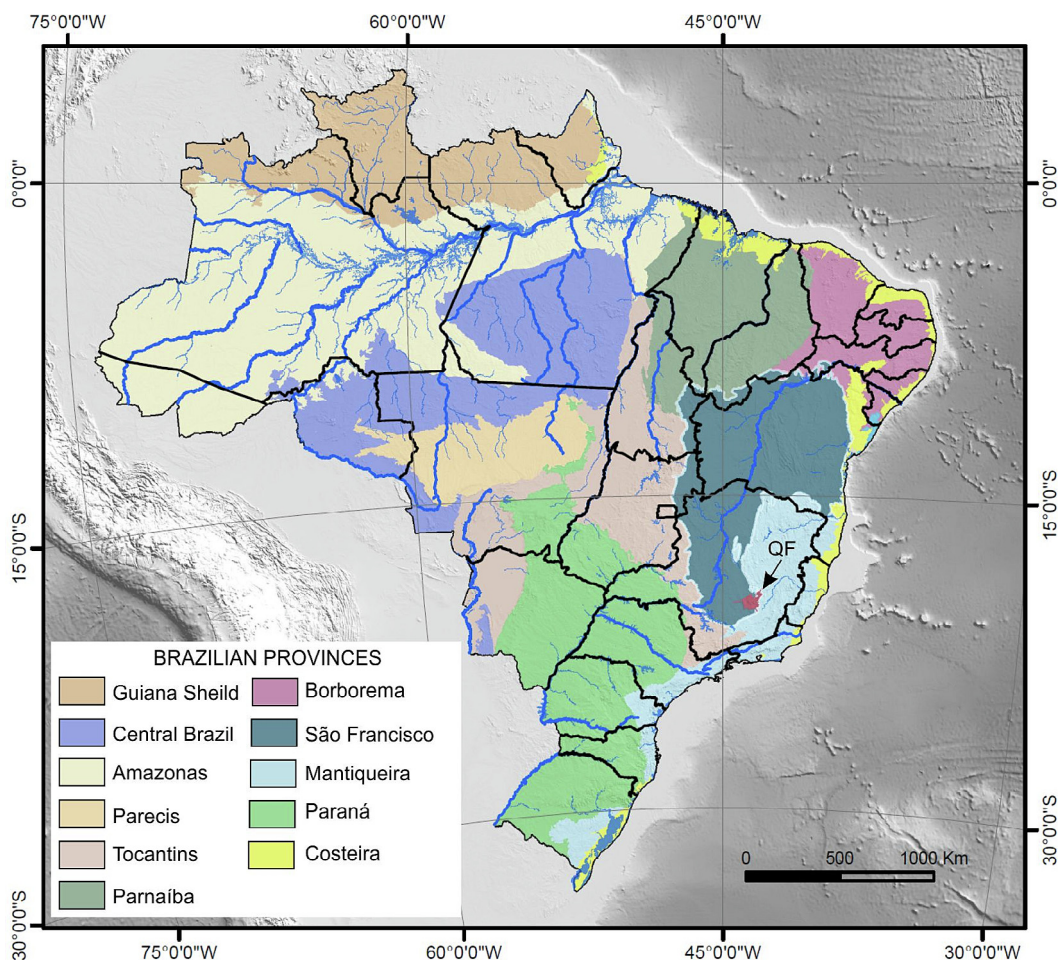 75°0'0"W 60°0'0"W 45°0'0"W
0°0'0"
0°0'0"
15°0'0"S
15°0'0"S
QF
BRAZILIAN PROVINCES
Guiana Sheild
Borborema
Central Brazil
São Francisco
Amazonas
Mantiqueira
Parecis
Paraná
Tocantins
Costeira
Parnaíba
0 500 1000 Km
30°0'0"S
30°0'0"S
75°0'0"W 60°0'0"W 45°0'0"W 30°0'0"W